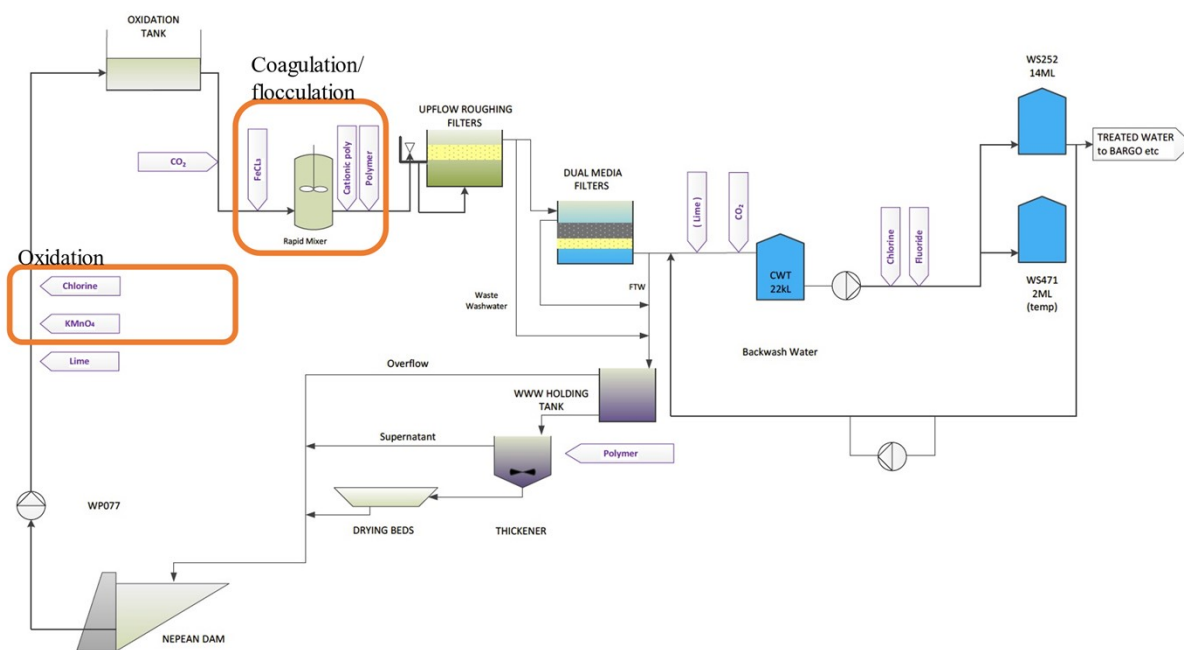 OXIDATION
TANK
Coagulation/
flocculation
CO₂
FeCl₃
Cationic poly
Polymer
Rapid Mixer
UPFLOW ROUGHING
FILTERS
DUAL MEDIA
FILTERS
( Lime )
CO₂
CWT
22kL
Chlorine
Fluoride
WS252
14ML
TREATED WATER
to BARGO etc
WS471
2ML
(temp)
Oxidation
Chlorine
KMnO₄
Lime
Waste
Washwater
FTW
Backwash Water
Overflow
WWW HOLDING
TANK
Supernatant
Polymer
DRYING BEDS
THICKENER
WP077
NEPEAN DAM